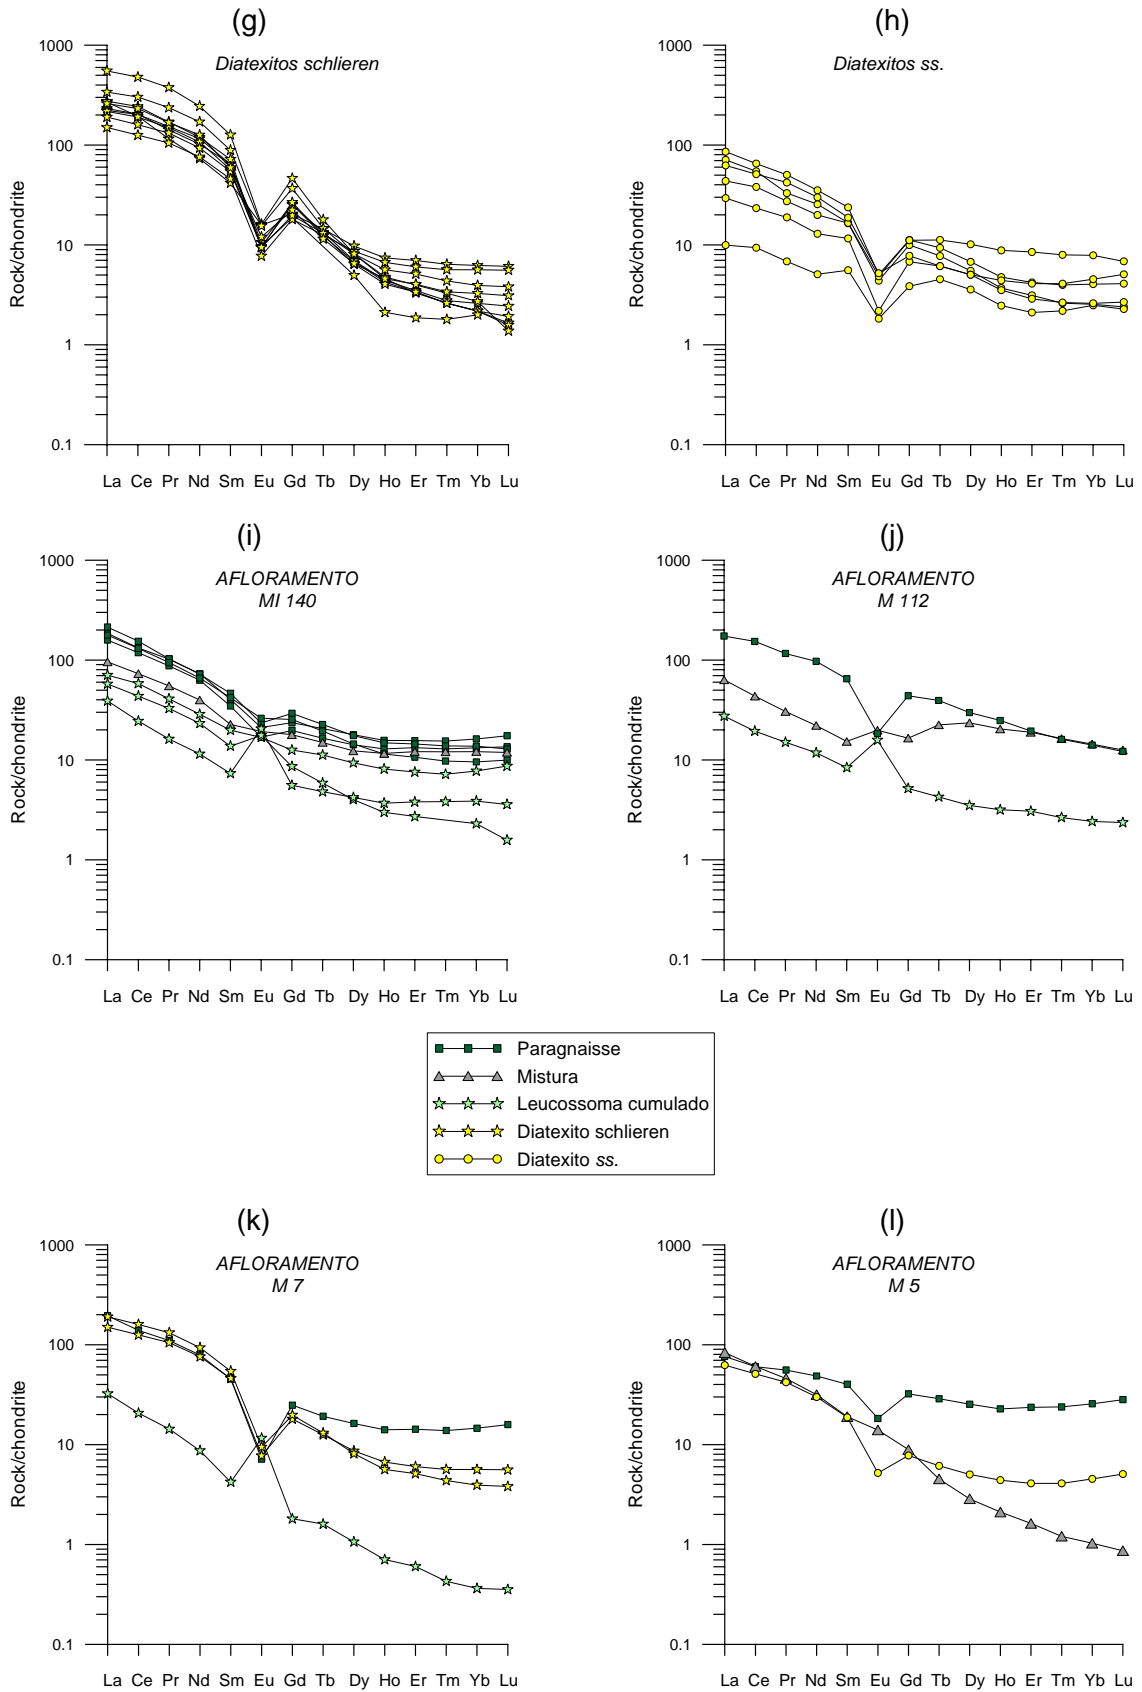 (g)
Diatexitos schlieren
1000
100
10
1
0.1
Rock/chondrite
La Ce Pr Nd Sm Eu Gd Tb Dy Ho Er Tm Yb Lu
(h)
Diatexitos ss.
1000
100
10
1
0.1
Rock/chondrite
La Ce Pr Nd Sm Eu Gd Tb Dy Ho Er Tm Yb Lu
(i)
AFLORAMENTO
MI 140
1000
100
10
1
0.1
Rock/chondrite
La Ce Pr Nd Sm Eu Gd Tb Dy Ho Er Tm Yb Lu
(j)
AFLORAMENTO
M 112
1000
100
10
1
0.1
Rock/chondrite
La Ce Pr Nd Sm Eu Gd Tb Dy Ho Er Tm Yb Lu
Paragnaisse
Mistura
Leucossoma cumulado
Diatexito schlieren
Diatexito ss.
(k)
AFLORAMENTO
M 7
1000
100
10
1
0.1
Rock/chondrite
La Ce Pr Nd Sm Eu Gd Tb Dy Ho Er Tm Yb Lu
(l)
AFLORAMENTO
M 5
1000
100
10
1
0.1
Rock/chondrite
La Ce Pr Nd Sm Eu Gd Tb Dy Ho Er Tm Yb Lu